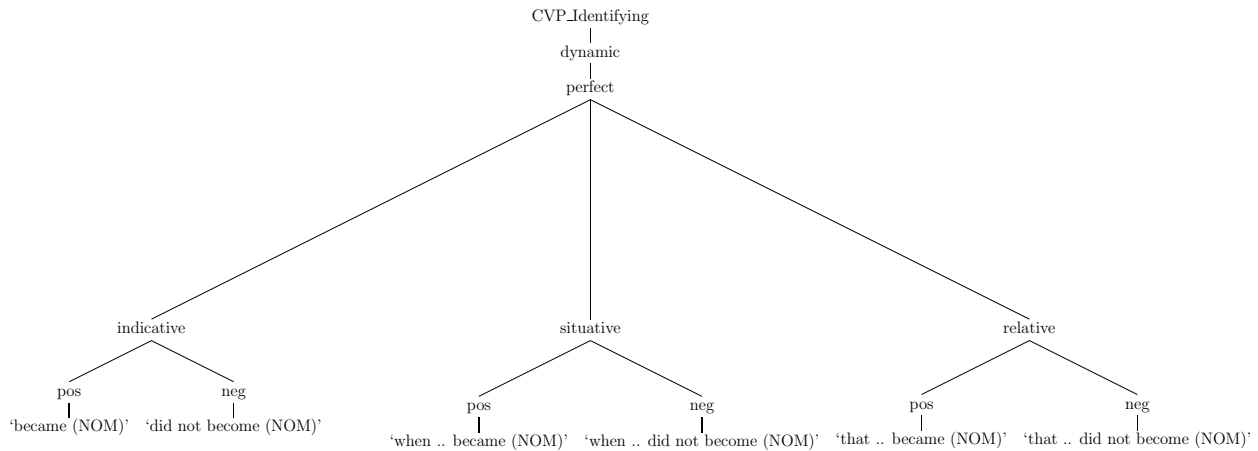 CVP_Identifying
dynamic
perfect
indicative situative relative
pos neg pos neg pos neg
‘became (NOM)’ ‘did not become (NOM)’ ‘when .. became (NOM)’ ‘when .. did not become (NOM)’ ‘that .. became (NOM)’ ‘that .. did not become (NOM)’